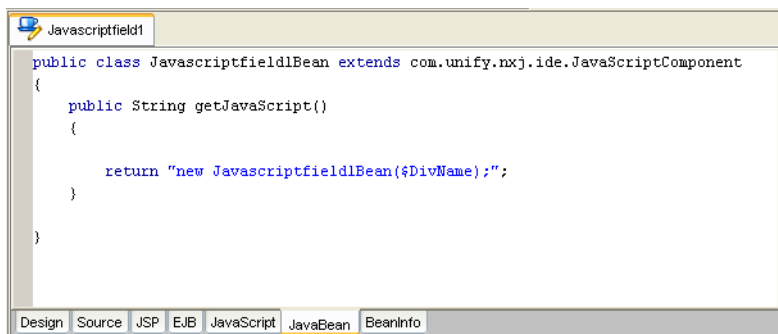 Javascriptfield1
public class Javascriptfield1Bean extends com.unify.nxj.ide.JavaScriptComponent
{
public String getJavaScript()
{
return "new Javascriptfield1Bean($DivName);";
}
}
Design Source JSP EJB JavaScript JavaBean BeanInfo